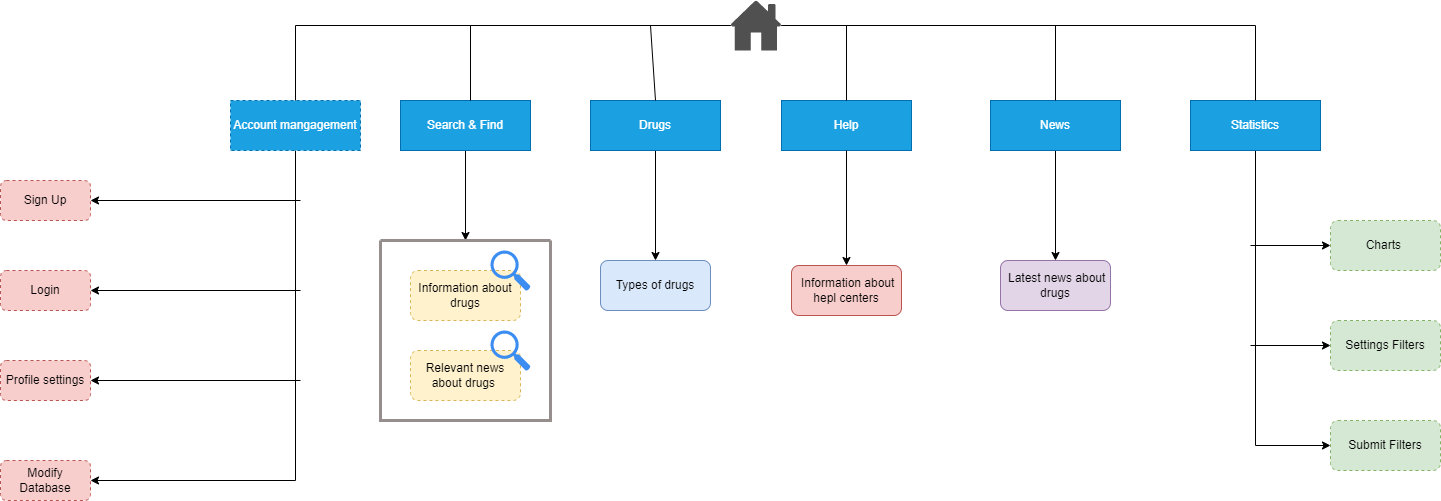 Account mangagement
Search & Find
Drugs
Help
News
Statistics
Sign Up
Login
Profile settings
Modify
Database
Information about
drugs
Relevant news
about drugs
Types of drugs
Information about
hepl centers
Latest news about
drugs
Charts
Settings Filters
Submit Filters